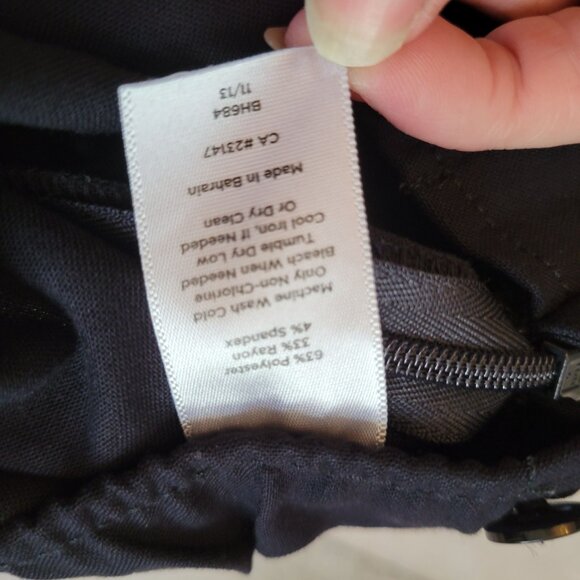 63% Polyester
33% Rayon
4% Spandex
Machine Wash Cold
Only Non-Chlorine
Bleach When Needed
Tumble Dry Low
Cool Iron, If Needed
Or Dry Clean
Made In Bahrain
CA #23147
BH684
11/13